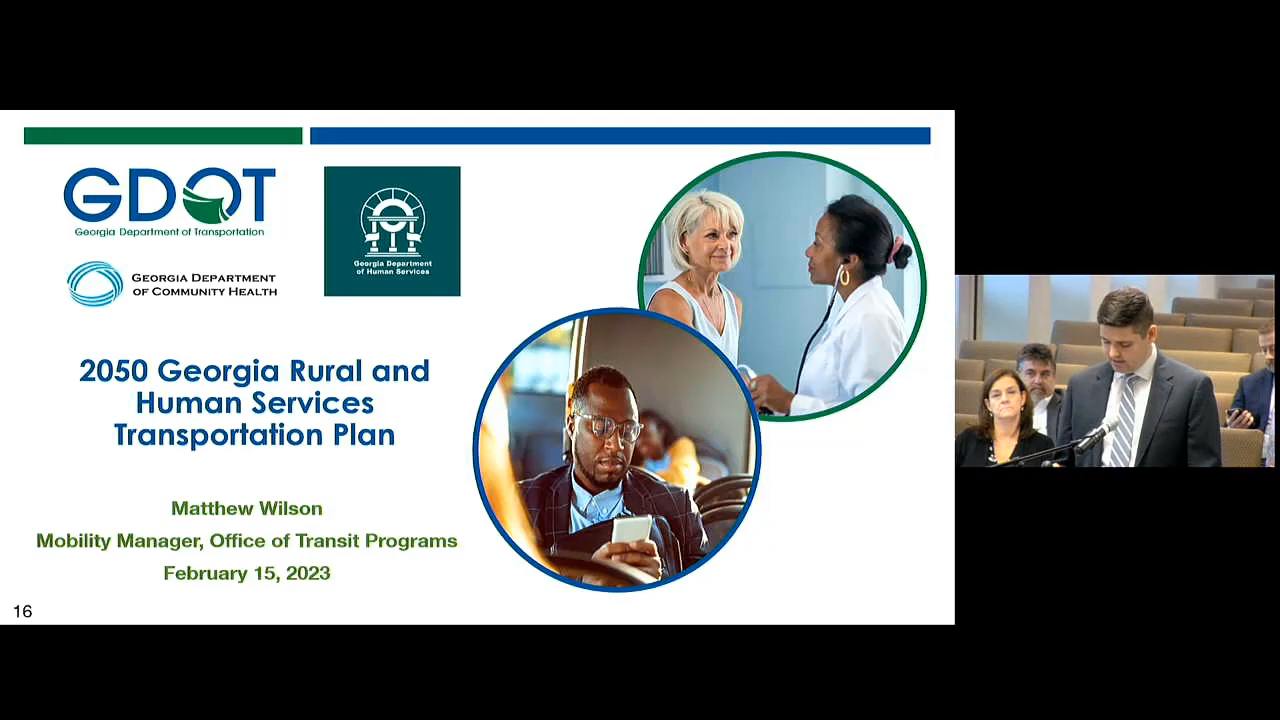 GDOT
Georgia Department of Transportation
Georgia Department
of Human Services
GEORGIA DEPARTMENT
OF COMMUNITY HEALTH
2050 Georgia Rural and
Human Services
Transportation Plan
Matthew Wilson
Mobility Manager, Office of Transit Programs
February 15, 2023
16